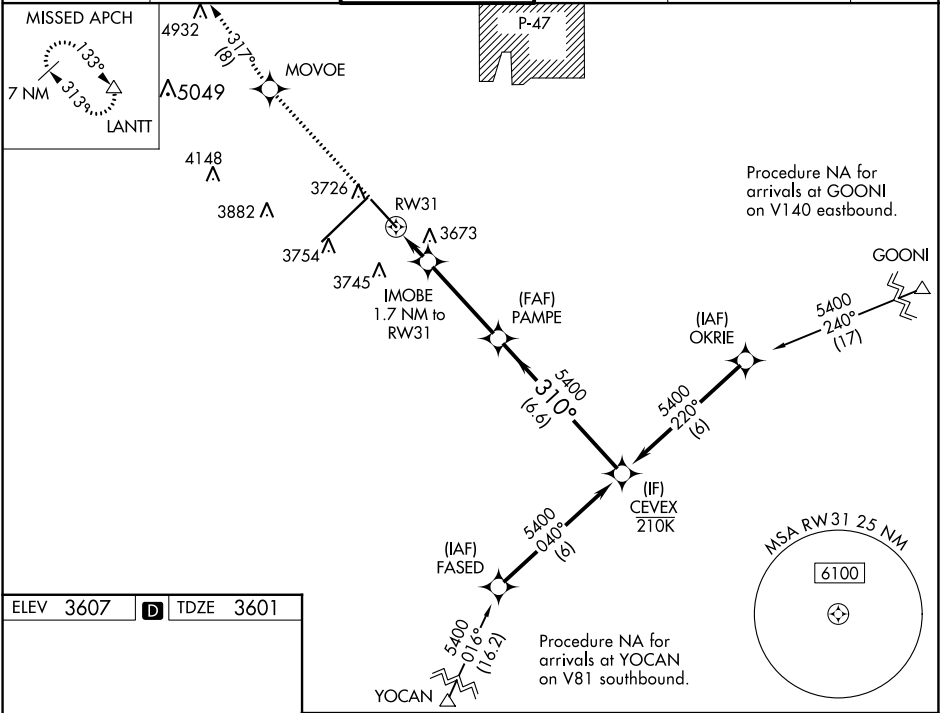 MISSED APCH
133°
313°
7 NM
LANTT
4932
317°
(8)
MOVOE
5049
P-47
4148
3882
3726
RW31
3673
3754
3745
IMOBE
1.7 NM to
RW31
(FAF)
PAMPE
Procedure NA for
arrivals at GOONI
on V140 eastbound.
GOONI
5400
240°
(17)
(IAF)
OKRIE
5400
220°
(6)
5400
310°
(6.6)
(IF)
CEVEX
210K
5400
040°
(6)
(IAF)
FASED
5400
016°
(16.2)
YOCAN
Procedure NA for
arrivals at YOCAN
on V81 southbound.
MSA RW31 25 NM
6100
ELEV 3607 D TDZE 3601